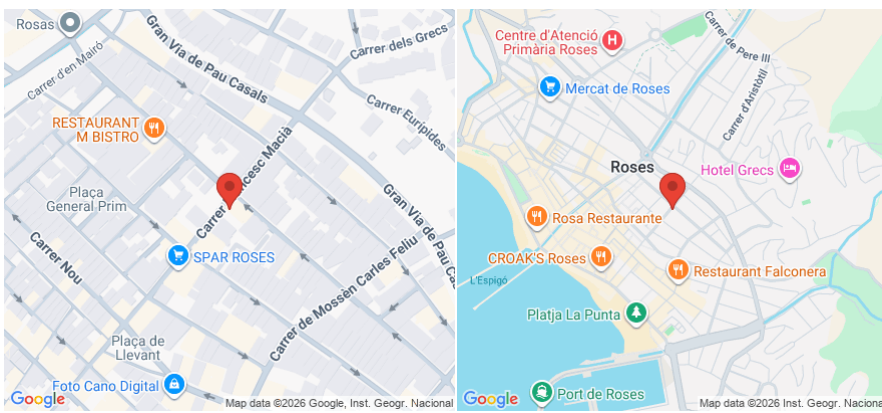 Rosas
Gran Via de Pau Casals
Carrer dels Grecs
Carrer d'en Mairó
Carrer Eurípides
RESTAURANT
M BISTRO
Carrer Francesc Macià
Plaça
General Prim
Gran Via de Pau Cas
Carrer Nou
SPAR ROSES
Carrer de Mossèn Carles Feliu
Plaça de
Llevant
Foto Cano Digital
Google
Map data ©2026 Google, Inst. Geogr. Nacional
Centre d'Atenció
Primària Roses
Carrer de Pere III
Mercat de Roses
Carrer d'Aristòtil
Roses
Hotel Grecs
Rosa Restaurante
CROAK'S Roses
Restaurant Falconera
L'Espigó
Platja La Punta
Port de Roses
Google
Map data ©2026 Inst. Geogr. Naciona